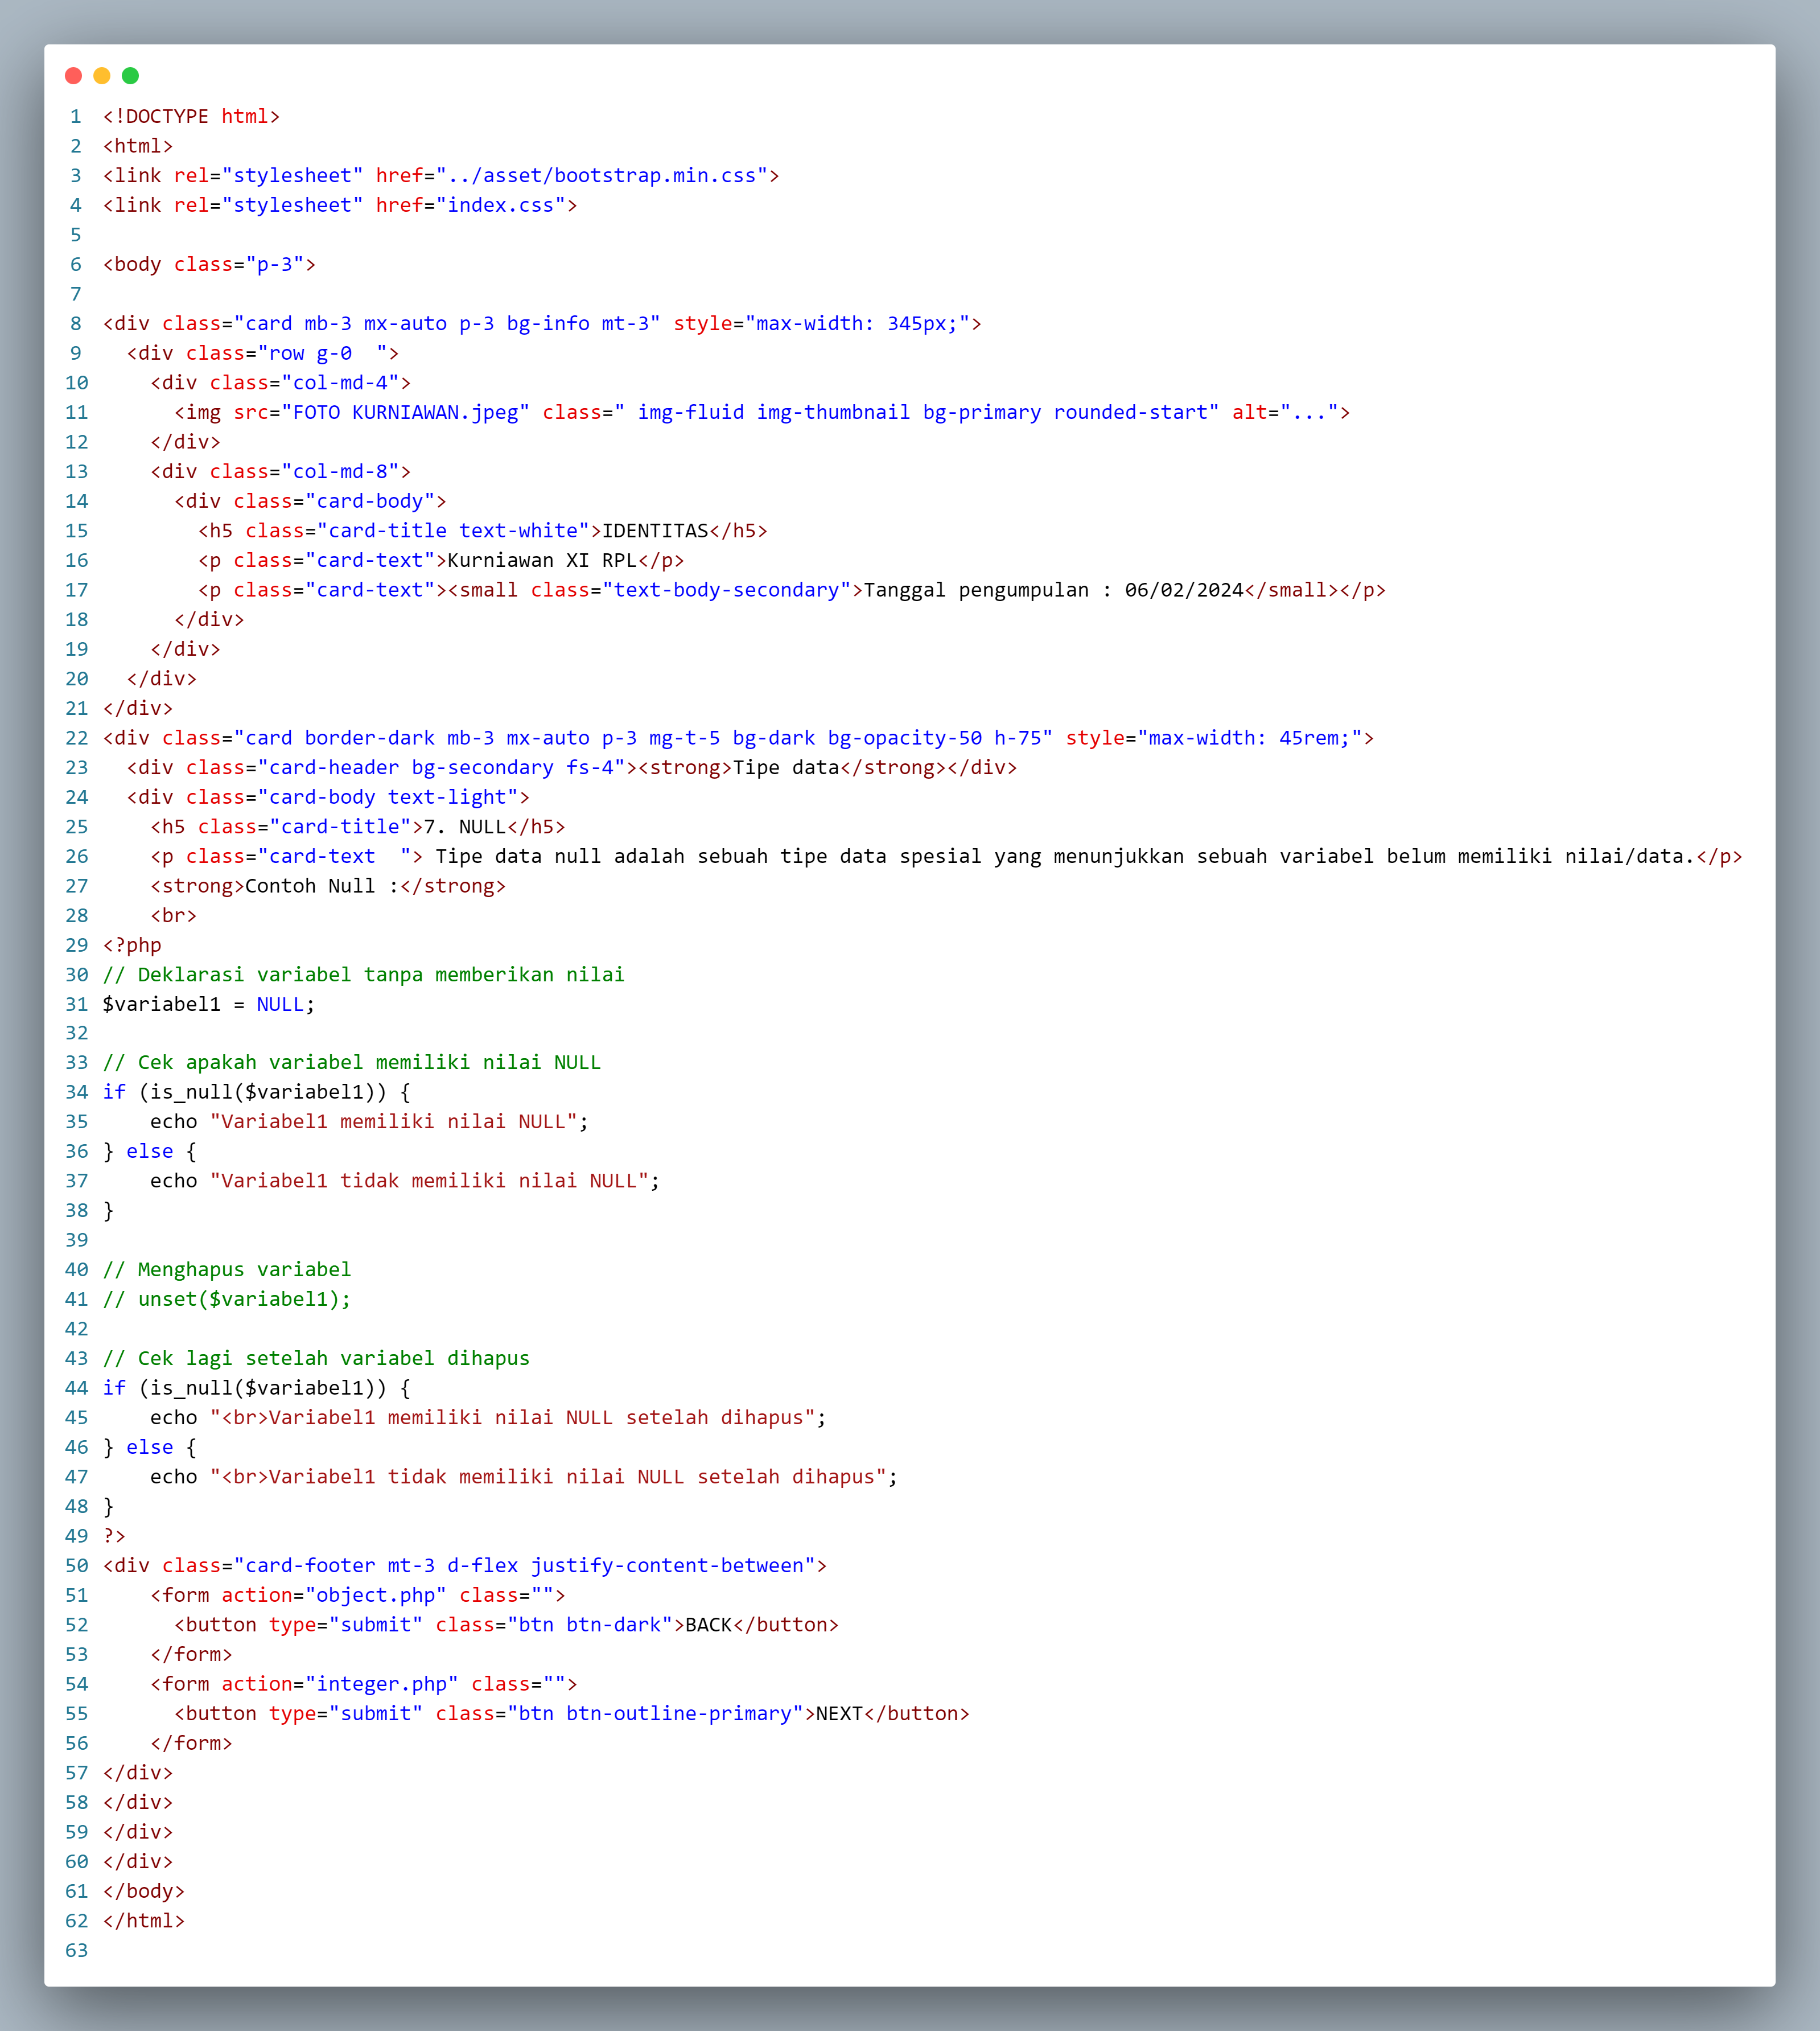 1 <!DOCTYPE html>
2 <html>
3 <link rel="stylesheet" href="../asset/bootstrap.min.css">
4 <link rel="stylesheet" href="index.css">
5
6 <body class="p-3">
7
8 <div class="card mb-3 mx-auto p-3 bg-info mt-3" style="max-width: 345px;">
9   <div class="row g-0  ">
10     <div class="col-md-4">
11       <img src="FOTO KURNIAWAN.jpeg" class=" img-fluid img-thumbnail bg-primary rounded-start" alt="...">
12     </div>
13     <div class="col-md-8">
14       <div class="card-body">
15         <h5 class="card-title text-white">IDENTITAS</h5>
16         <p class="card-text">Kurniawan XI RPL</p>
17         <p class="card-text"><small class="text-body-secondary">Tanggal pengumpulan : 06/02/2024</small></p>
18       </div>
19     </div>
20   </div>
21 </div>
22 <div class="card border-dark mb-3 mx-auto p-3 mg-t-5 bg-dark bg-opacity-50 h-75" style="max-width: 45rem;">
23   <div class="card-header bg-secondary fs-4"><strong>Tipe data</strong></div>
24   <div class="card-body text-light">
25     <h5 class="card-title">7. NULL</h5>
26     <p class="card-text  "> Tipe data null adalah sebuah tipe data spesial yang menunjukkan sebuah variabel belum memiliki nilai/data.</p>
27     <strong>Contoh Null :</strong>
28     <br>
29 <?php
30 // Deklarasi variabel tanpa memberikan nilai
31 $variabel1 = NULL;
32
33 // Cek apakah variabel memiliki nilai NULL
34 if (is_null($variabel1)) {
35     echo "Variabel1 memiliki nilai NULL";
36 } else {
37     echo "Variabel1 tidak memiliki nilai NULL";
38 }
39
40 // Menghapus variabel
41 // unset($variabel1);
42
43 // Cek lagi setelah variabel dihapus
44 if (is_null($variabel1)) {
45     echo "<br>Variabel1 memiliki nilai NULL setelah dihapus";
46 } else {
47     echo "<br>Variabel1 tidak memiliki nilai NULL setelah dihapus";
48 }
49 ?>
50 <div class="card-footer mt-3 d-flex justify-content-between">
51     <form action="object.php" class="">
52       <button type="submit" class="btn btn-dark">BACK</button>
53     </form>
54     <form action="integer.php" class="">
55       <button type="submit" class="btn btn-outline-primary">NEXT</button>
56     </form>
57 </div>
58 </div>
59 </div>
60 </div>
61 </body>
62 </html>
63